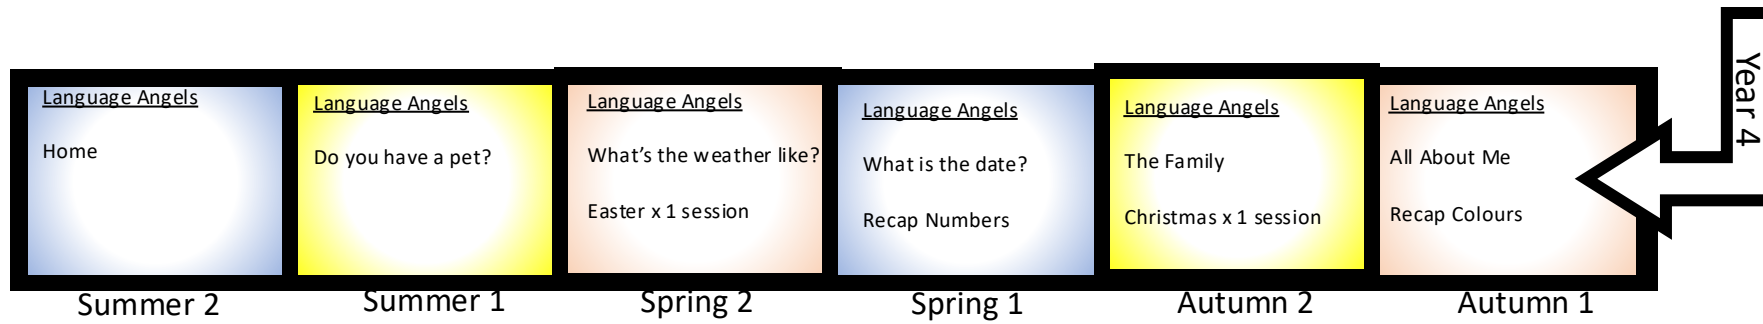 Language Angels
Home
Summer 2
Language Angels
Do you have a pet?
Summer 1
Language Angels
What's the weather like?
Easter x 1 session
Spring 2
Language Angels
What is the date?
Recap Numbers
Spring 1
Language Angels
The Family
Christmas x 1 session
Autumn 2
Language Angels
All About Me
Recap Colours
Autumn 1
Year 4